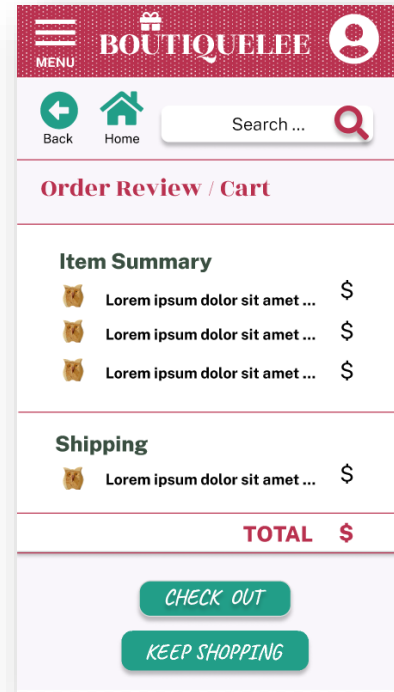 MENU
BOUTIQUELEE
Back
Home
Search ...
Order Review / Cart
Item Summary
Lorem ipsum dolor sit amet ... $
Lorem ipsum dolor sit amet ... $
Lorem ipsum dolor sit amet ... $
Shipping
Lorem ipsum dolor sit amet ... $
TOTAL $
CHECK OUT
KEEP SHOPPING